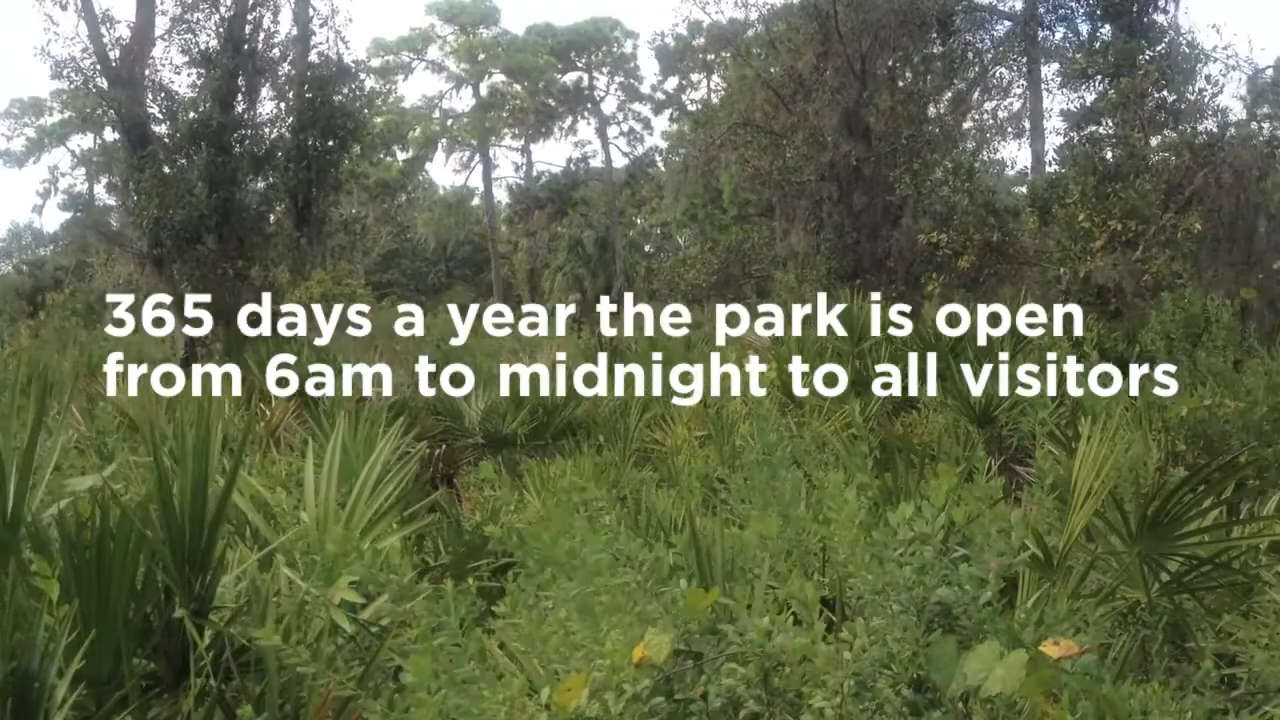 365 days a year the park is open
from 6am to midnight to all visitors